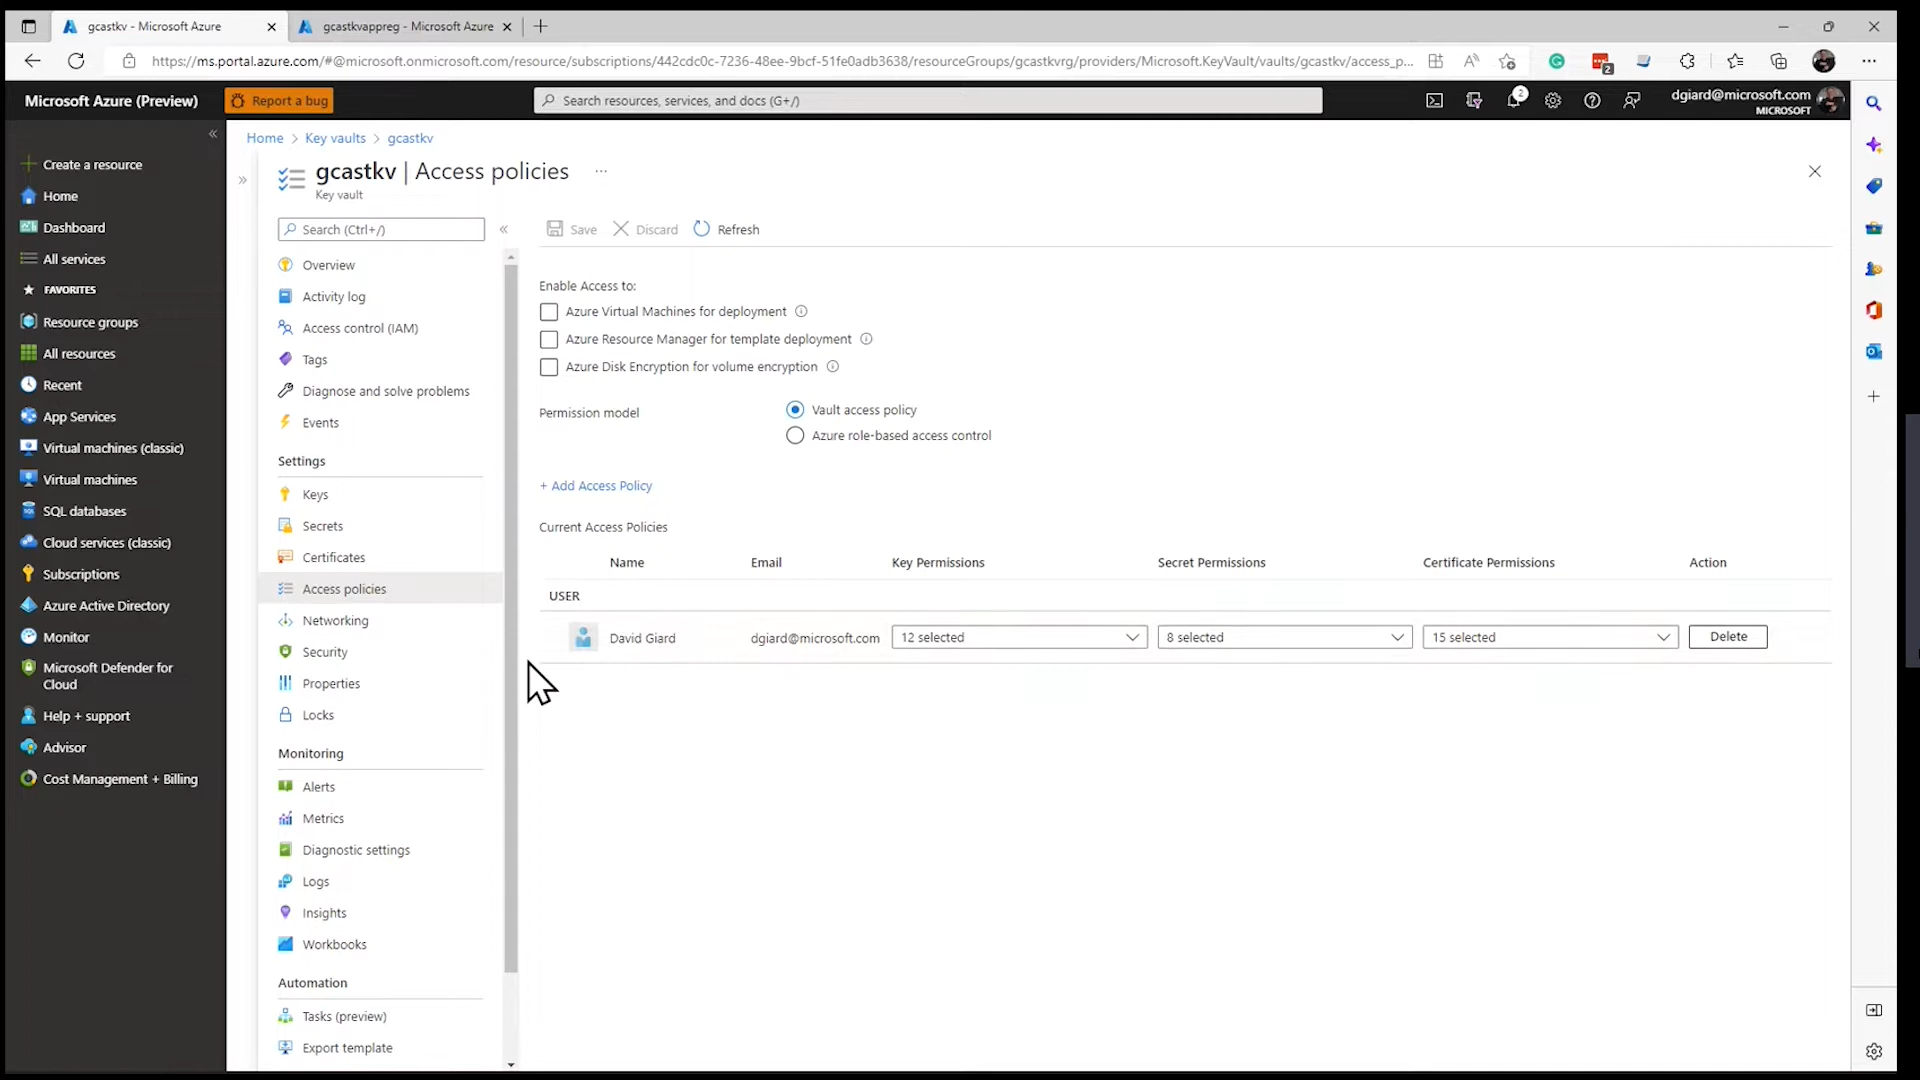 gcastkv - Microsoft Azure
gcastkvappreg - Microsoft Azure
https://ms.portal.azure.com/#@microsoft.onmicrosoft.com/resource/subscriptions/442cdc0c-7236-48ee-9bcf-51fe0adb3638/resourceGroups/gcastkvrg/providers/Microsoft.KeyVault/vaults/gcastkv/access_p...
2
Microsoft Azure (Preview)
Report a bug
Search resources, services, and docs (G+/)
2
dgiard@microsoft.com
MICROSOFT
Create a resource
Home
Dashboard
All services
FAVORITES
Resource groups
All resources
Recent
App Services
Virtual machines (classic)
Virtual machines
SQL databases
Cloud services (classic)
Subscriptions
Azure Active Directory
Monitor
Microsoft Defender for
Cloud
Help + support
Advisor
Cost Management + Billing
Home > Key vaults > gcastkv
gcastkv | Access policies ...
Key vault
Search (Ctrl+/)
Overview
Activity log
Access control (IAM)
Tags
Diagnose and solve problems
Events
Settings
Keys
Secrets
Certificates
Access policies
Networking
Security
Properties
Locks
Monitoring
Alerts
Metrics
Diagnostic settings
Logs
Insights
Workbooks
Automation
Tasks (preview)
Export template
Save Discard Refresh
Enable Access to:
Azure Virtual Machines for deployment
Azure Resource Manager for template deployment
Azure Disk Encryption for volume encryption
Permission model
Vault access policy
Azure role-based access control
+ Add Access Policy
Current Access Policies
Name Email Key Permissions Secret Permissions Certificate Permissions Action
USER
David Giard dgiard@microsoft.com 12 selected 8 selected 15 selected Delete